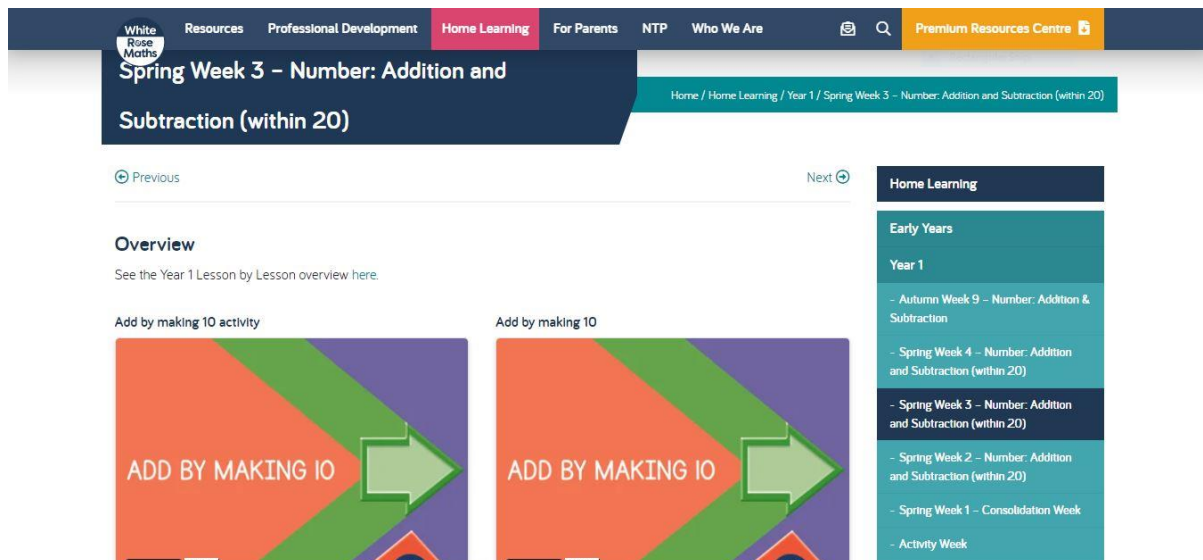 White
Rose
Maths
Resources
Professional Development
Home Learning
For Parents
NTP
Who We Are
Premium Resources Centre
Spring Week 3 – Number: Addition and
Subtraction (within 20)
Home / Home Learning / Year 1 / Spring Week 3 – Number: Addition and Subtraction (within 20)
Previous
Next
Overview
See the Year 1 Lesson by Lesson overview here.
Add by making 10 activity
ADD BY MAKING 10
Add by making 10
ADD BY MAKING 10
Home Learning
Early Years
Year 1
- Autumn Week 9 – Number: Addition &
Subtraction
- Spring Week 4 – Number: Addition
and Subtraction (within 20)
- Spring Week 3 – Number: Addition
and Subtraction (within 20)
- Spring Week 2 – Number: Addition
and Subtraction (within 20)
- Spring Week 1 – Consolidation Week
- Activity Week